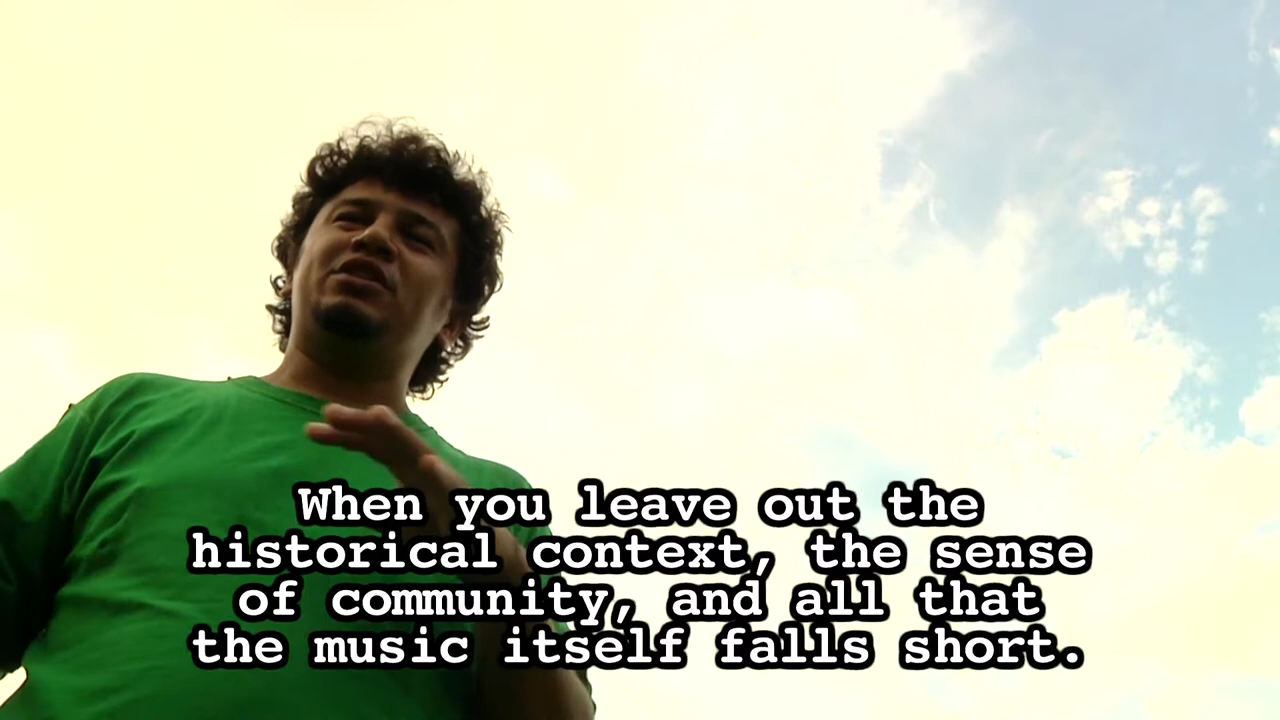 When you leave out the
historical context, the sense
of community, and all that
the music itself falls short.